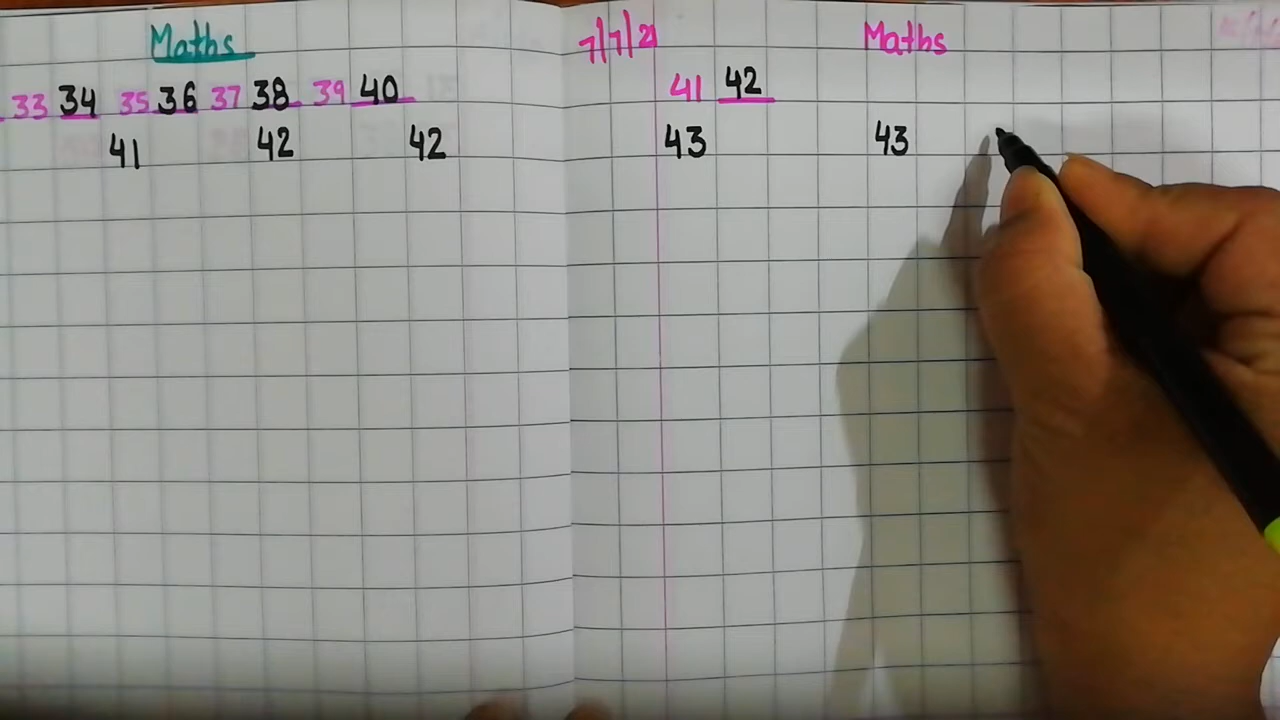 Maths
33 34 35 36 37 38 39 40
41 42 42
7/7/21 Maths
41 42
43 43